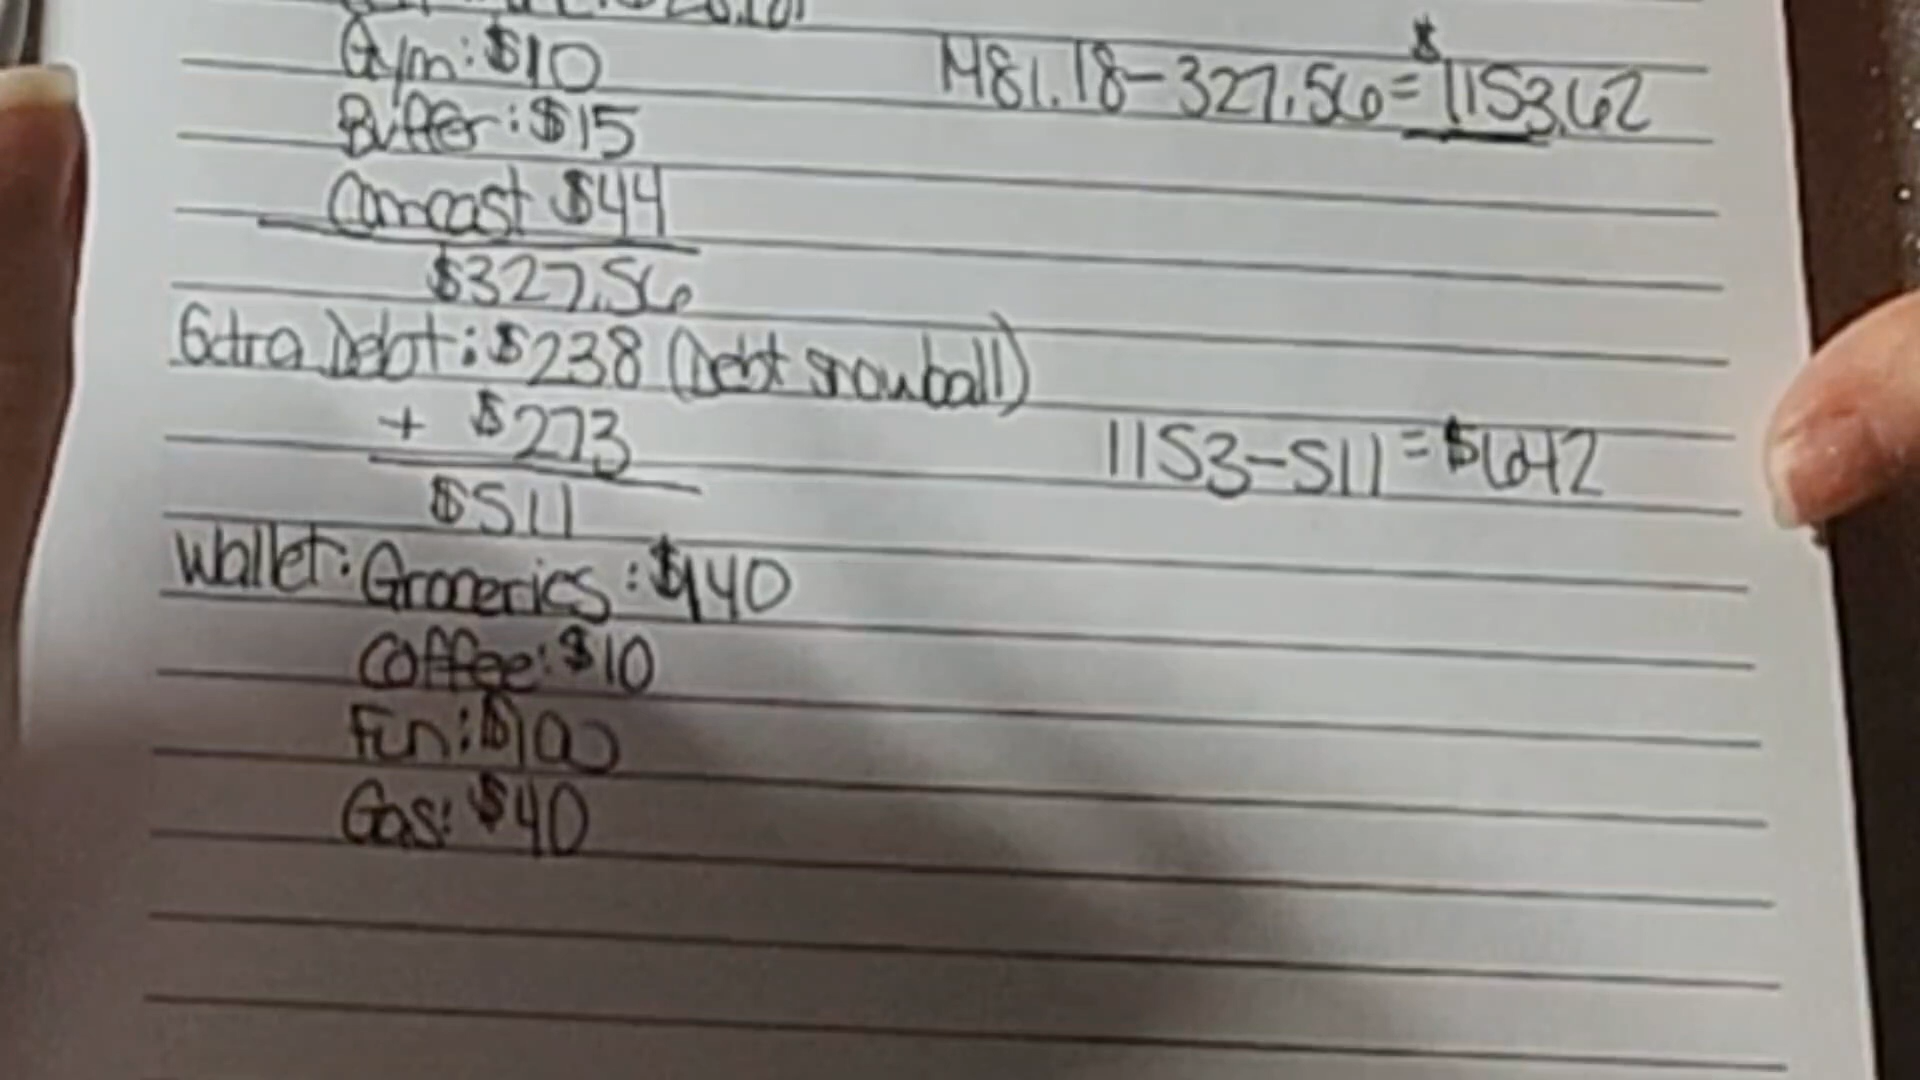 Gym: $10
1481.18-327.56= $1153.62
Buffer: $15
Comcast $44
$327.56
Extra Debt: $238 (Debt snowball)
+ $273
1153-511=$642
$511
Wallet: Groceries: $440
Coffee: $10
Fun: $100
Gas: $40